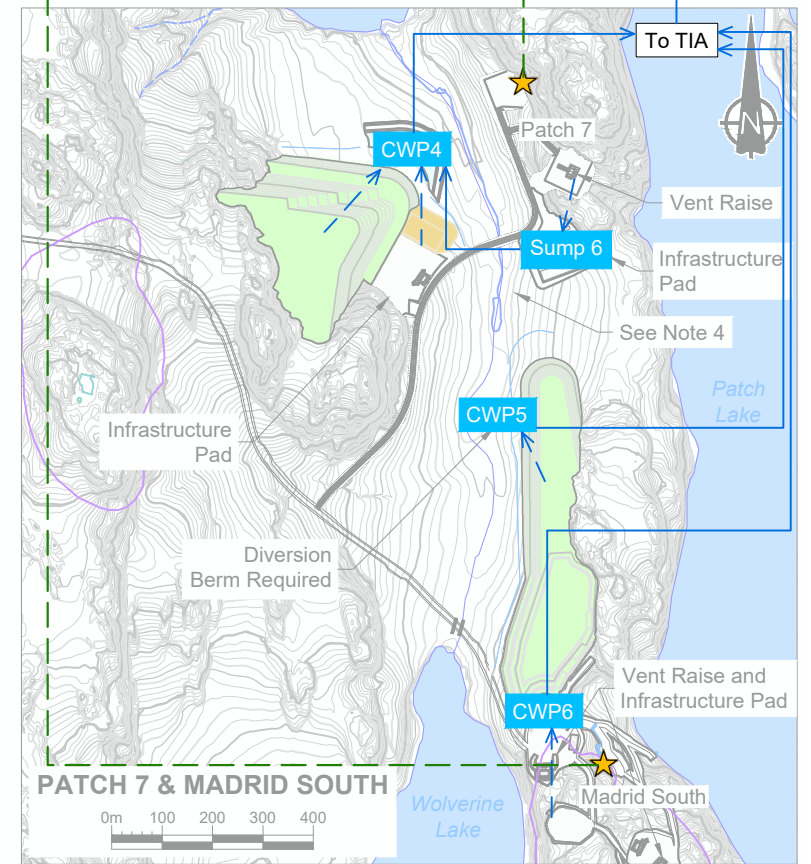 To TIA
N
Patch 7
CWP4
Vent Raise
Sump 6
Infrastructure
Pad
See Note 4
Patch
Lake
CWP5
Infrastructure
Pad
Diversion
Berm Required
Vent Raise and
Infrastructure Pad
CWP6
PATCH 7 & MADRID SOUTH
Madrid South
Wolverine
Lake
0m 100 200 300 400